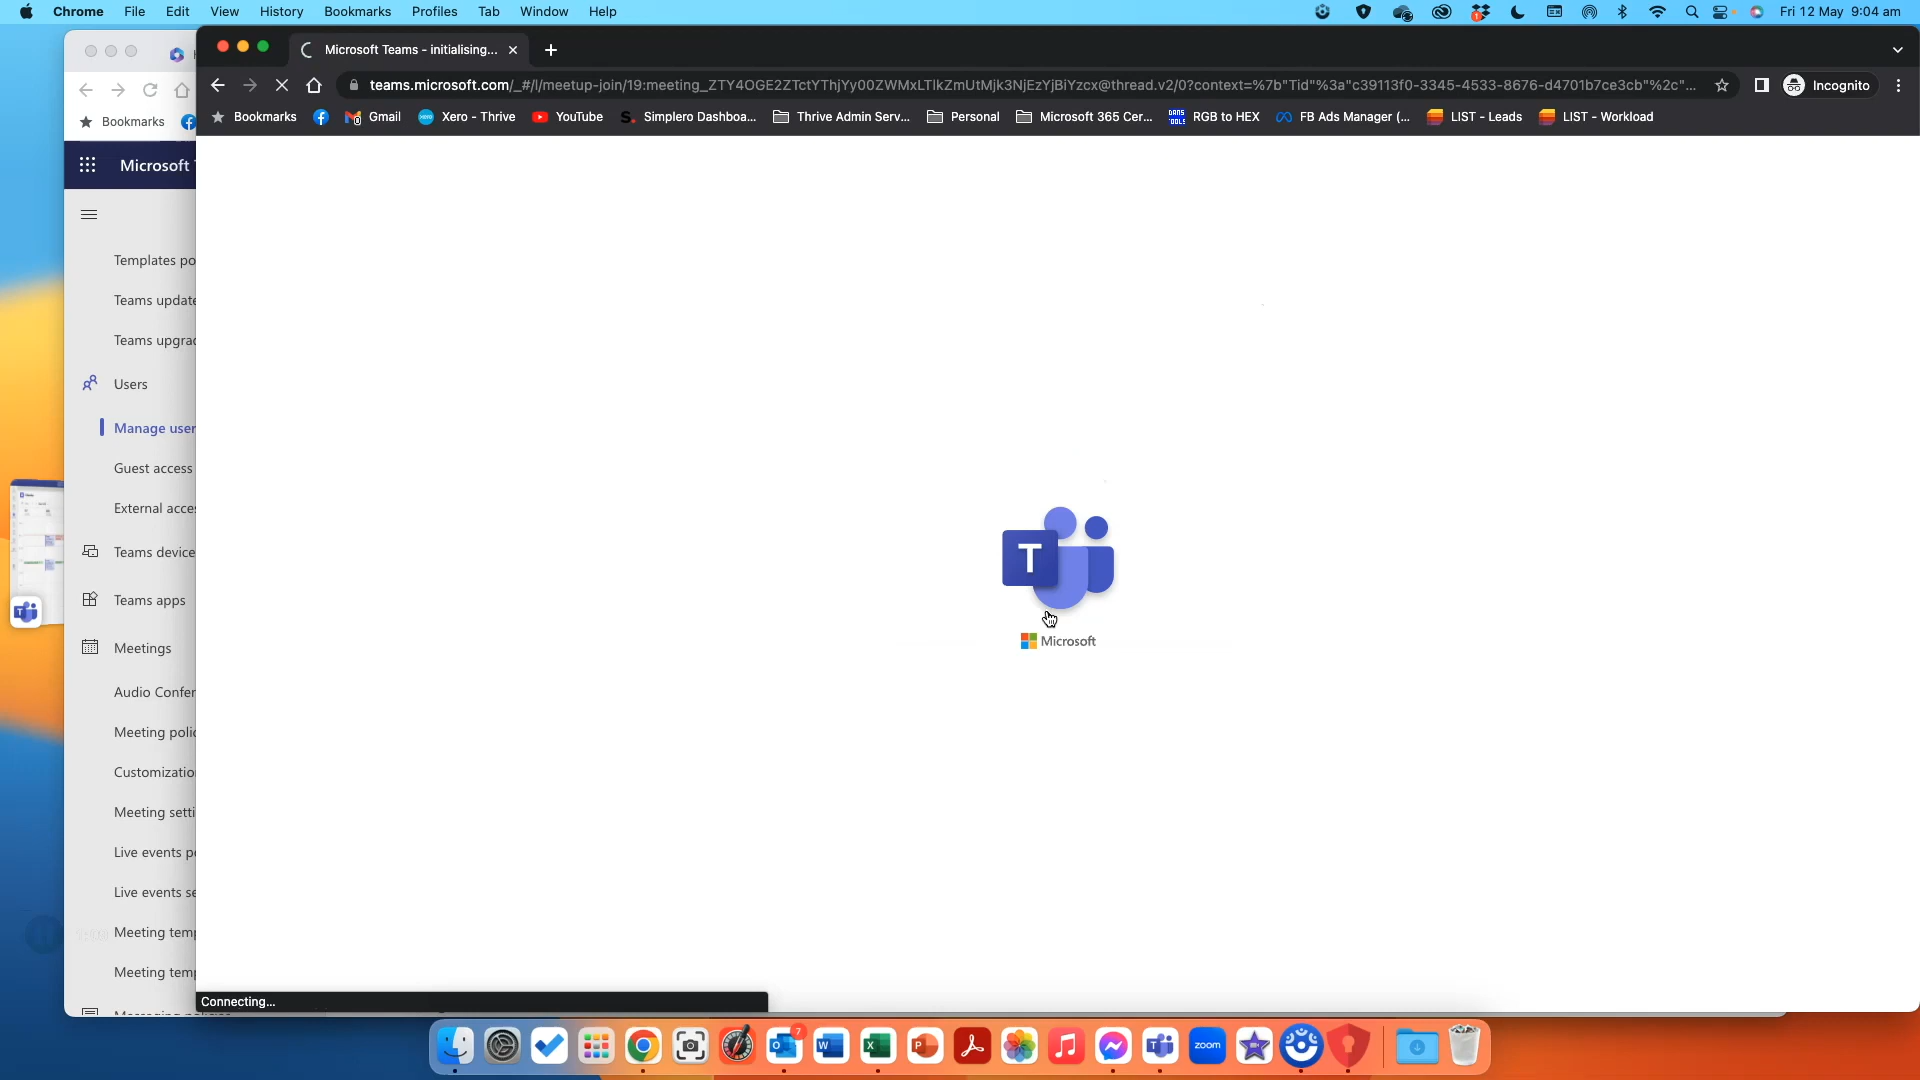 Chrome File Edit View History Bookmarks Profiles Tab Window Help
Fri 12 May 9:04 am
Microsoft Teams - initialising...
teams.microsoft.com/_#/l/meetup-join/19:meeting_ZTY4OGE2ZTctYThjYy00ZWMxLTlkZmUtMjk3NjEzYjBiYzcx@thread.v2/0?context=%7b"Tid"%3a"c39113f0-3345-4533-8676-d4701b7ce3cb"%2c"...
Incognito
Bookmarks
Bookmarks Gmail Xero - Thrive YouTube Simplero Dashboa... Thrive Admin Serv... Personal Microsoft 365 Cer... RGB to HEX FB Ads Manager (... LIST - Leads LIST - Workload
Microsoft
Templates po
Teams update
Teams upgra
Users
Manage user
Guest access
External acce
Teams device
Teams apps
Meetings
Audio Confer
Meeting polic
Customizatio
Meeting setti
Live events p
Live events se
Meeting temp
Meeting temp
T
Microsoft
Connecting...
7
zoom